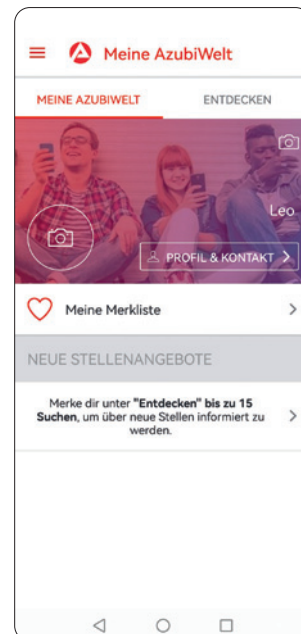 Meine AzubiWelt
MEINE AZUBIWELT ENTDECKEN
Leo
PROFIL & KONTAKT
Meine Merkliste
NEUE STELLENANGEBOTE
Merke dir unter "Entdecken" bis zu 15
Suchen, um über neue Stellen informiert zu
werden.